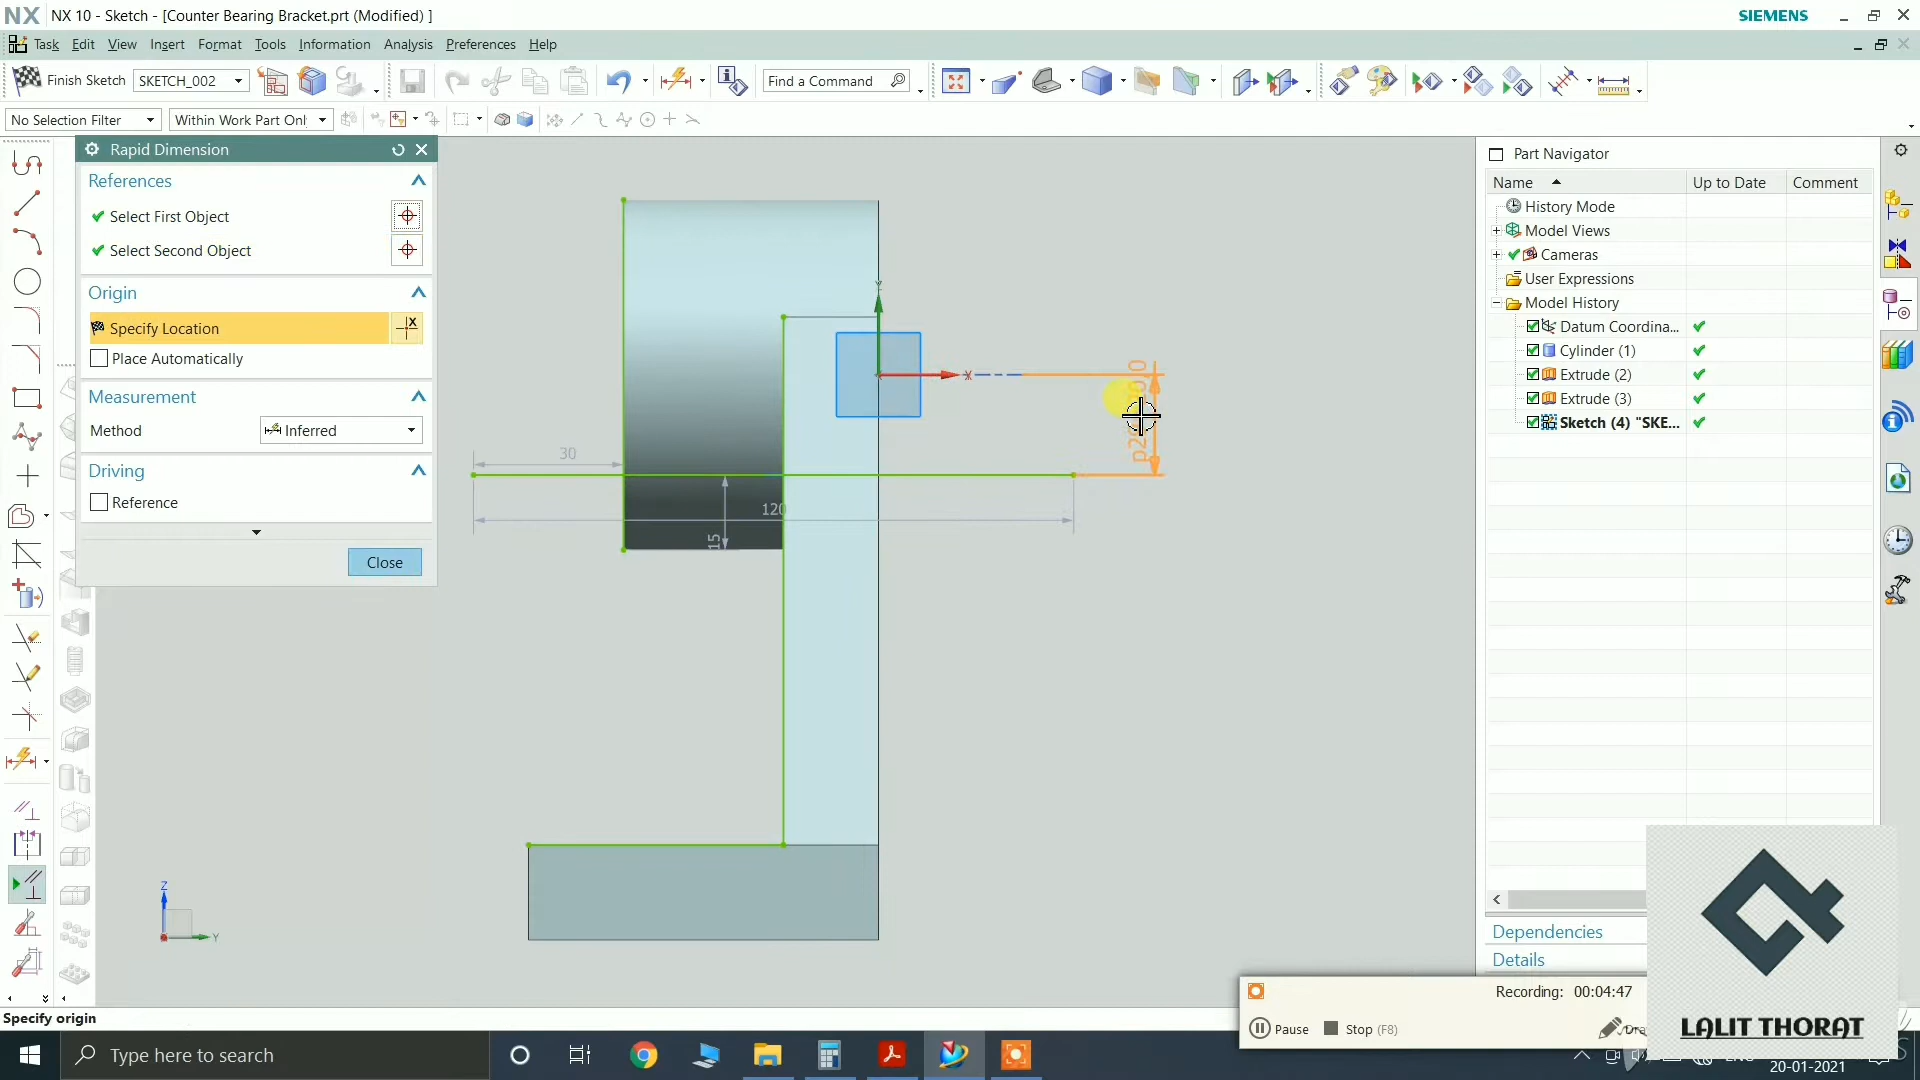 NX NX 10 - Sketch - [Counter Bearing Bracket.prt (Modified) ] SIEMENS
Task Edit View Insert Format Tools Information Analysis Preferences Help
Finish Sketch SKETCH_002 Find a Command
No Selection Filter Within Work Part Onl
Rapid Dimension
References
Select First Object
Select Second Object
Origin
Specify Location
Place Automatically
Measurement
Method Inferred
Driving
Reference
Close
Y
X
30
120
15
Z
Y
Part Navigator
Name Up to Date Comment
History Mode
Model Views
Cameras
User Expressions
Model History
Datum Coordina...
Cylinder (1)
Extrude (2)
Extrude (3)
Sketch (4) "SKE...
Dependencies
Details
Recording: 00:04:47
Pause Stop (F8)
LALIT THORAT
Specify origin
Type here to search
20-01-2021